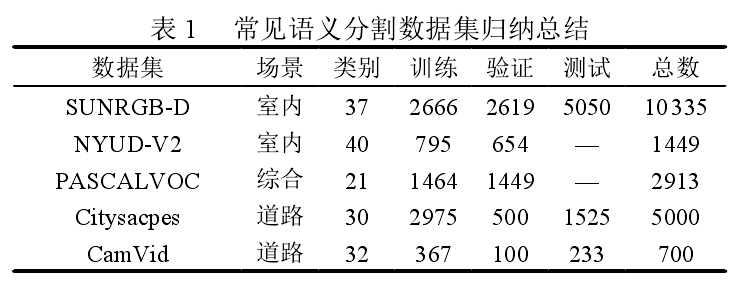 表 1 常见语义分割数据集归纳总结
数据集 场景 类别 训练 验证 测试 总数
SUNRGB-D 室内 37 2666 2619 5050 10335
NYUD-V2 室内 40 795 654 — 1449
PASCALVOC 综合 21 1464 1449 — 2913
Citysacpes 道路 30 2975 500 1525 5000
CamVid 道路 32 367 100 233 700